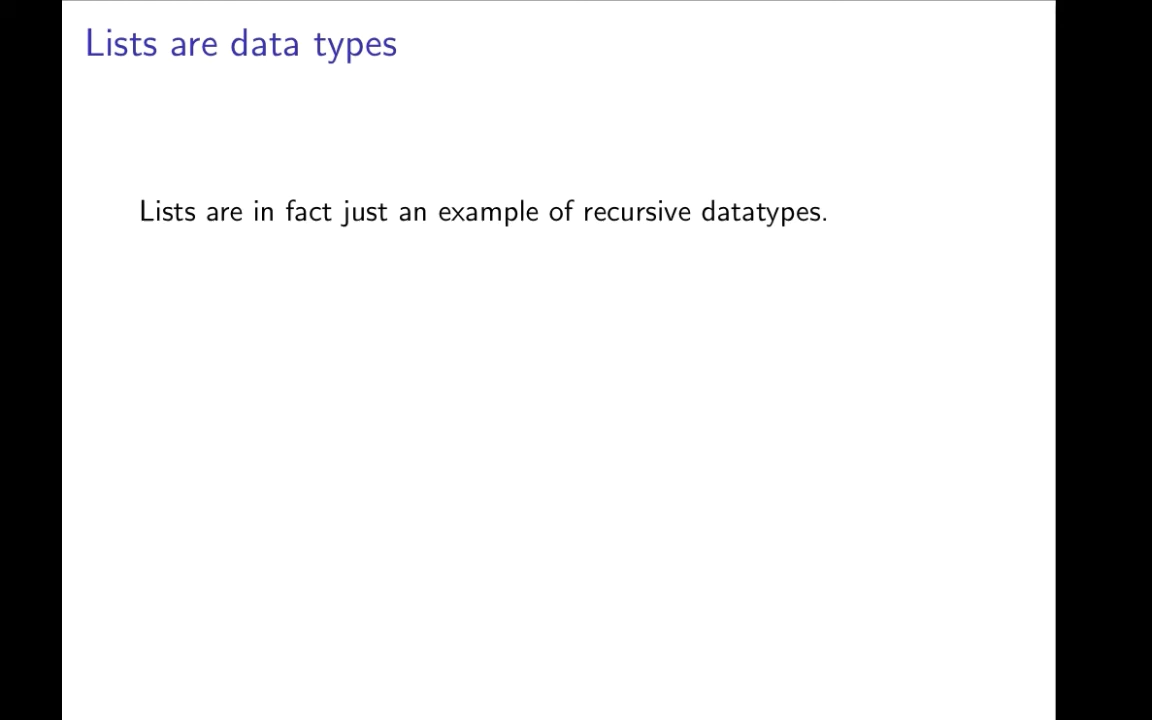 Lists are data types
Lists are in fact just an example of recursive datatypes.